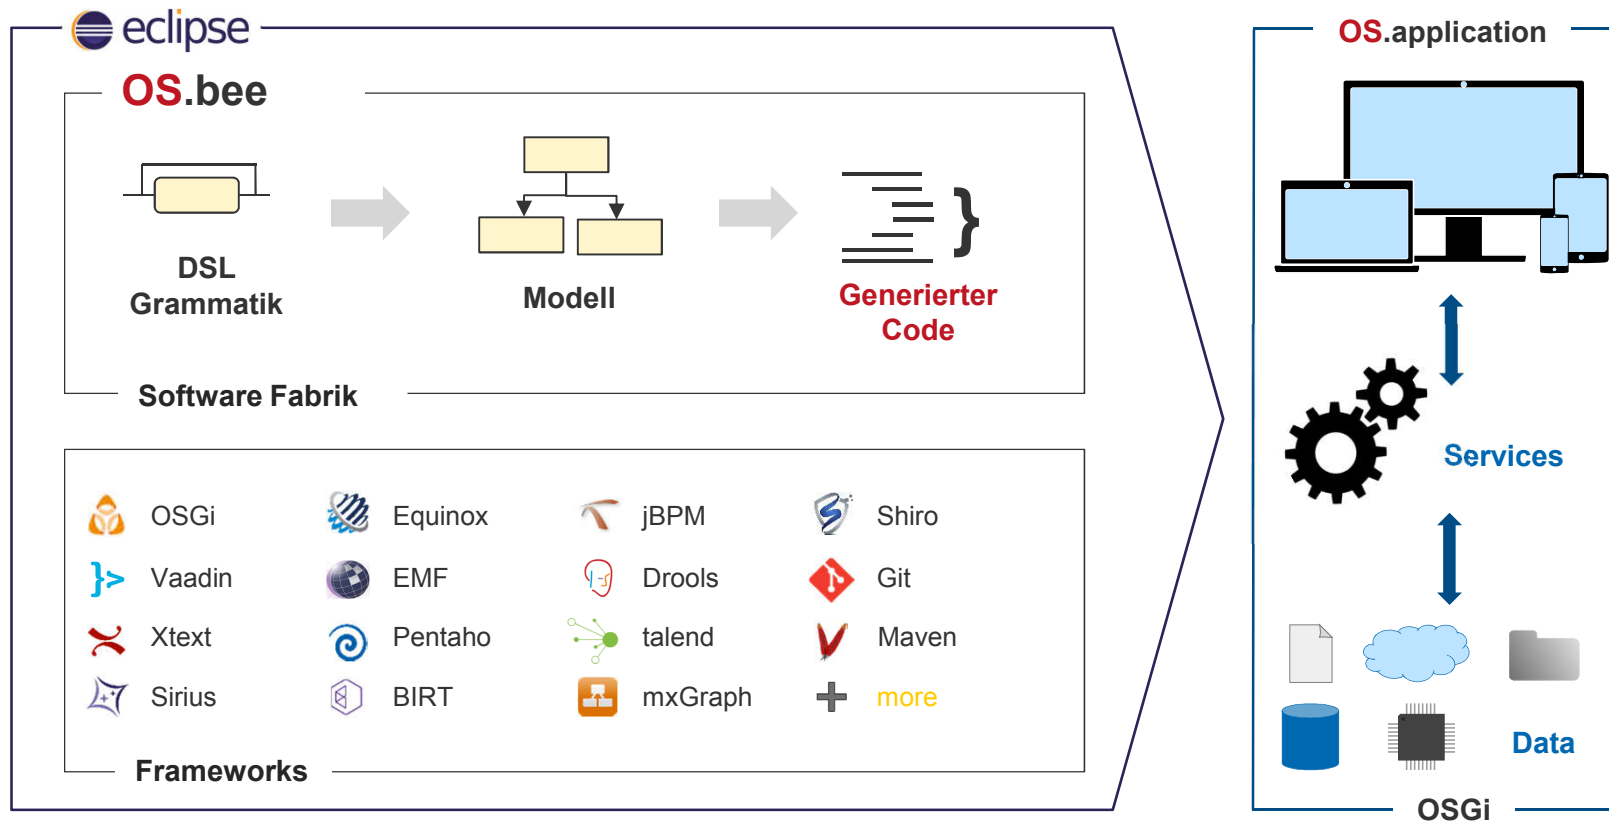 eclipse
OS.bee
DSL
Grammatik
Modell
Generierter
Code
Software Fabrik
OSGi
Equinox
jBPM
Shiro
Vaadin
EMF
Drools
Git
Xtext
Pentaho
talend
Maven
Sirius
BIRT
mxGraph
more
Frameworks
OS.application
Services
Data
OSGi